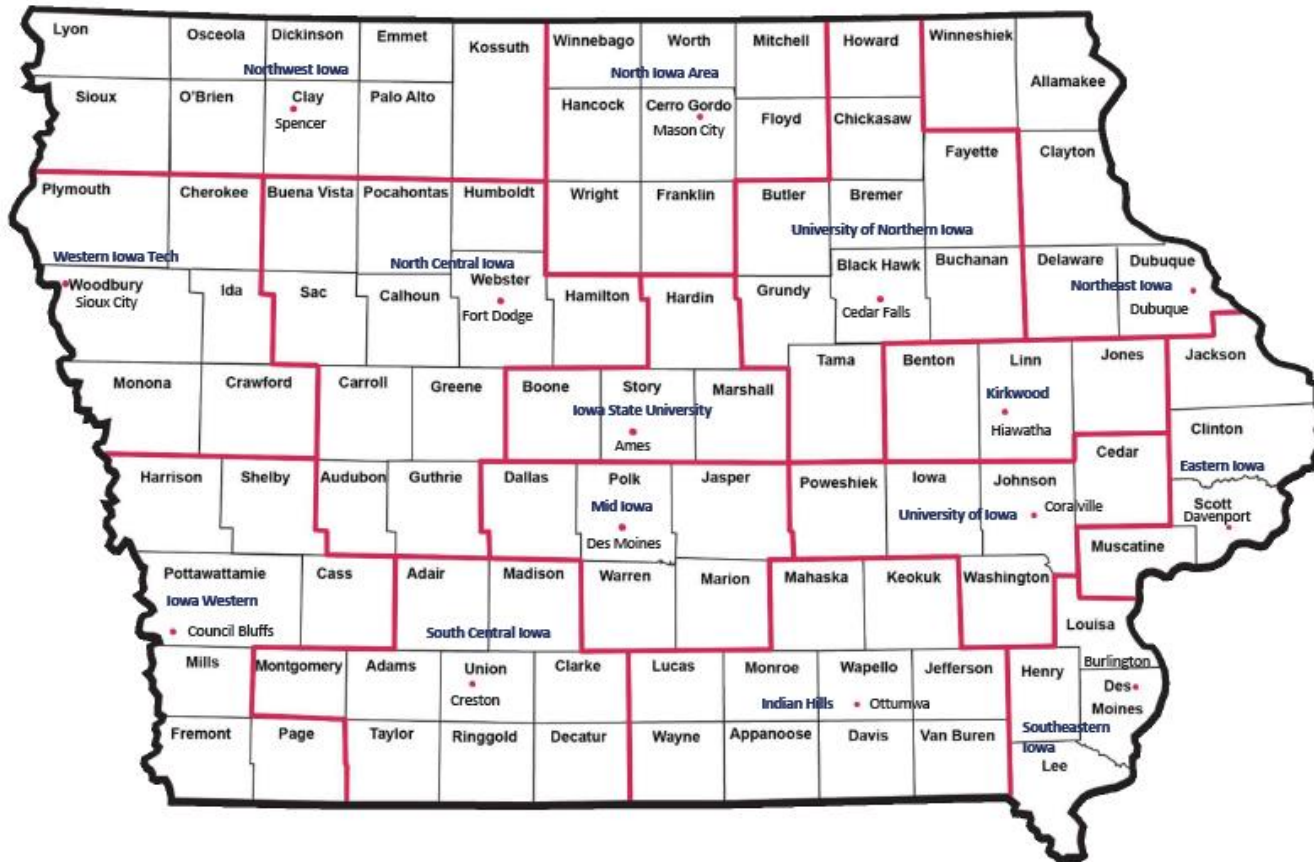 Lyon
Osceola
Dickinson
Emmet
Kossuth
Winnebago
Worth
Mitchell
Howard
Winneshiek
Allamakee
Northwest Iowa
North Iowa Area
Sioux
O'Brien
Clay
Spencer
Palo Alto
Hancock
Cerro Gordo
Mason City
Floyd
Chickasaw
Fayette
Clayton
Plymouth
Cherokee
Buena Vista
Pocahontas
Humboldt
Wright
Franklin
Butler
Bremer
University of Northern Iowa
Western Iowa Tech
North Central Iowa
Woodbury
Sioux City
Ida
Sac
Calhoun
Webster
Fort Dodge
Hamilton
Hardin
Grundy
Black Hawk
Cedar Falls
Buchanan
Delaware
Dubuque
Northeast Iowa
Dubuque
Monona
Crawford
Carroll
Greene
Boone
Story
Marshall
Iowa State University
Ames
Tama
Benton
Linn
Kirkwood
Hiawatha
Jones
Jackson
Clinton
Eastern Iowa
Harrison
Shelby
Audubon
Guthrie
Dallas
Polk
Mid Iowa
Des Moines
Jasper
Poweshiek
Iowa
Johnson
University of Iowa
Coralville
Cedar
Scott
Davenport
Muscatine
Pottawattamie
Iowa Western
Council Bluffs
Cass
Adair
Madison
South Central Iowa
Warren
Marion
Mahaska
Keokuk
Washington
Louisa
Mills
Montgomery
Adams
Union
Creston
Clarke
Lucas
Monroe
Wapello
Indian Hills
Ottumwa
Jefferson
Henry
Burlington
Des
Moines
Southeastern
Iowa
Lee
Fremont
Page
Taylor
Ringgold
Decatur
Wayne
Appanoose
Davis
Van Buren